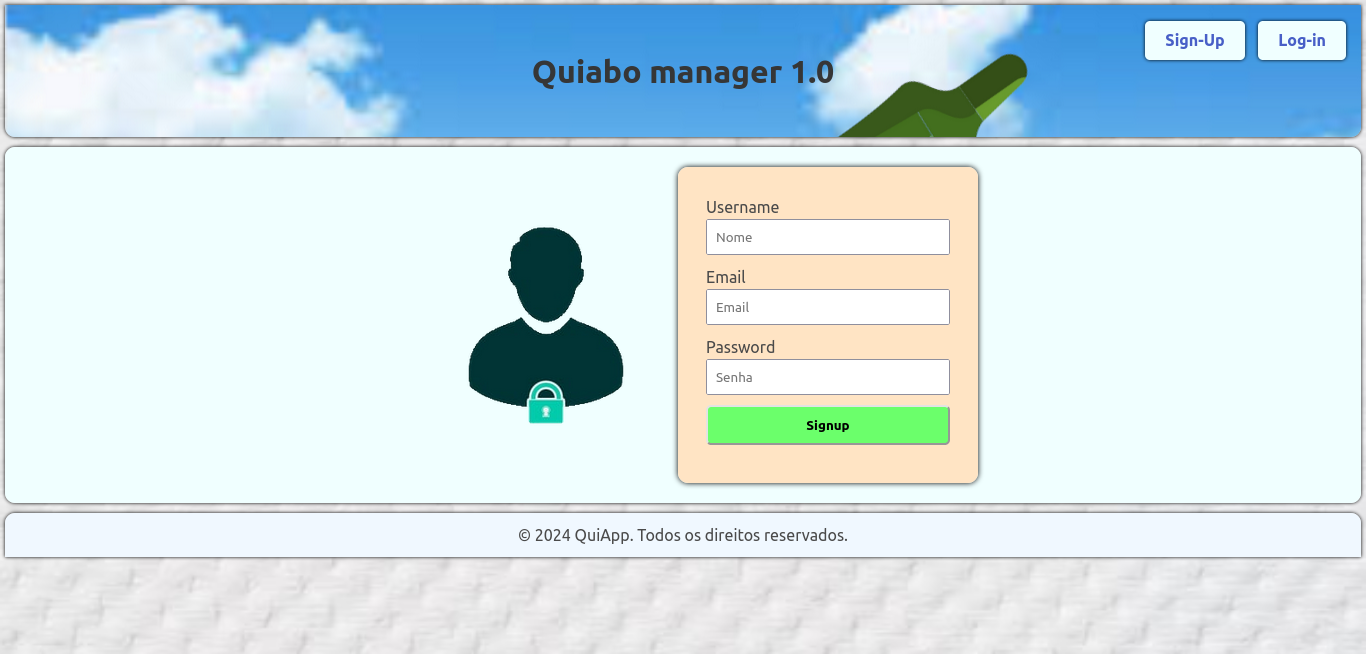 Sign-Up
Log-in
Quiabo manager 1.0
Username
Nome
Email
Email
Password
Senha
Signup
© 2024 QuiApp. Todos os direitos reservados.